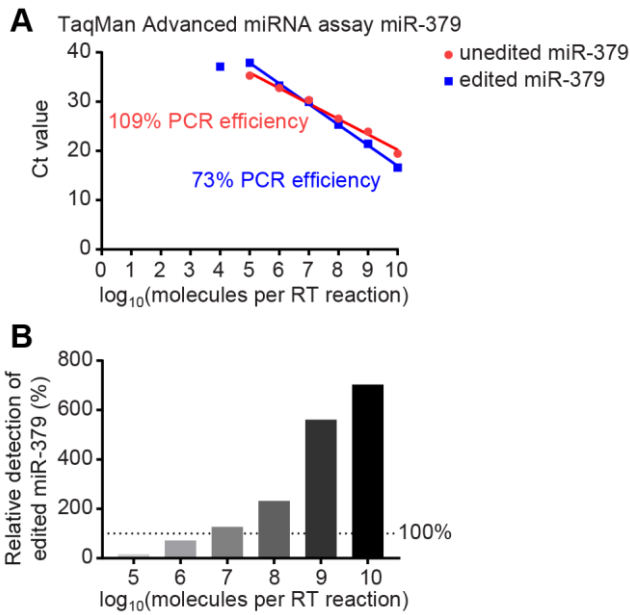 A
TaqMan Advanced miRNA assay miR-379
unedited miR-379
edited miR-379
Ct value
40
30
20
10
0
109% PCR efficiency
73% PCR efficiency
0 1 2 3 4 5 6 7 8 9 10
log10(molecules per RT reaction)
B
Relative detection of
edited miR-379 (%)
800
600
400
200
0
100%
5 6 7 8 9 10
log10(molecules per RT reaction)